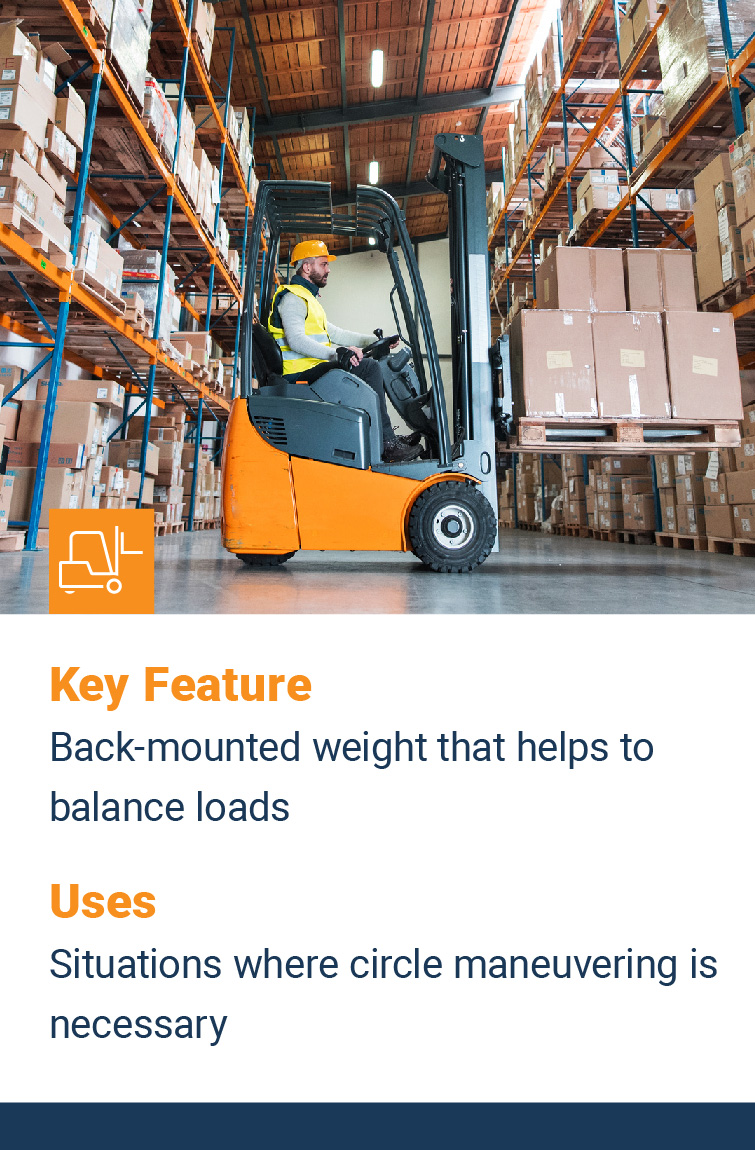 Key Feature
Back-mounted weight that helps to
balance loads
Uses
Situations where circle maneuvering is
necessary